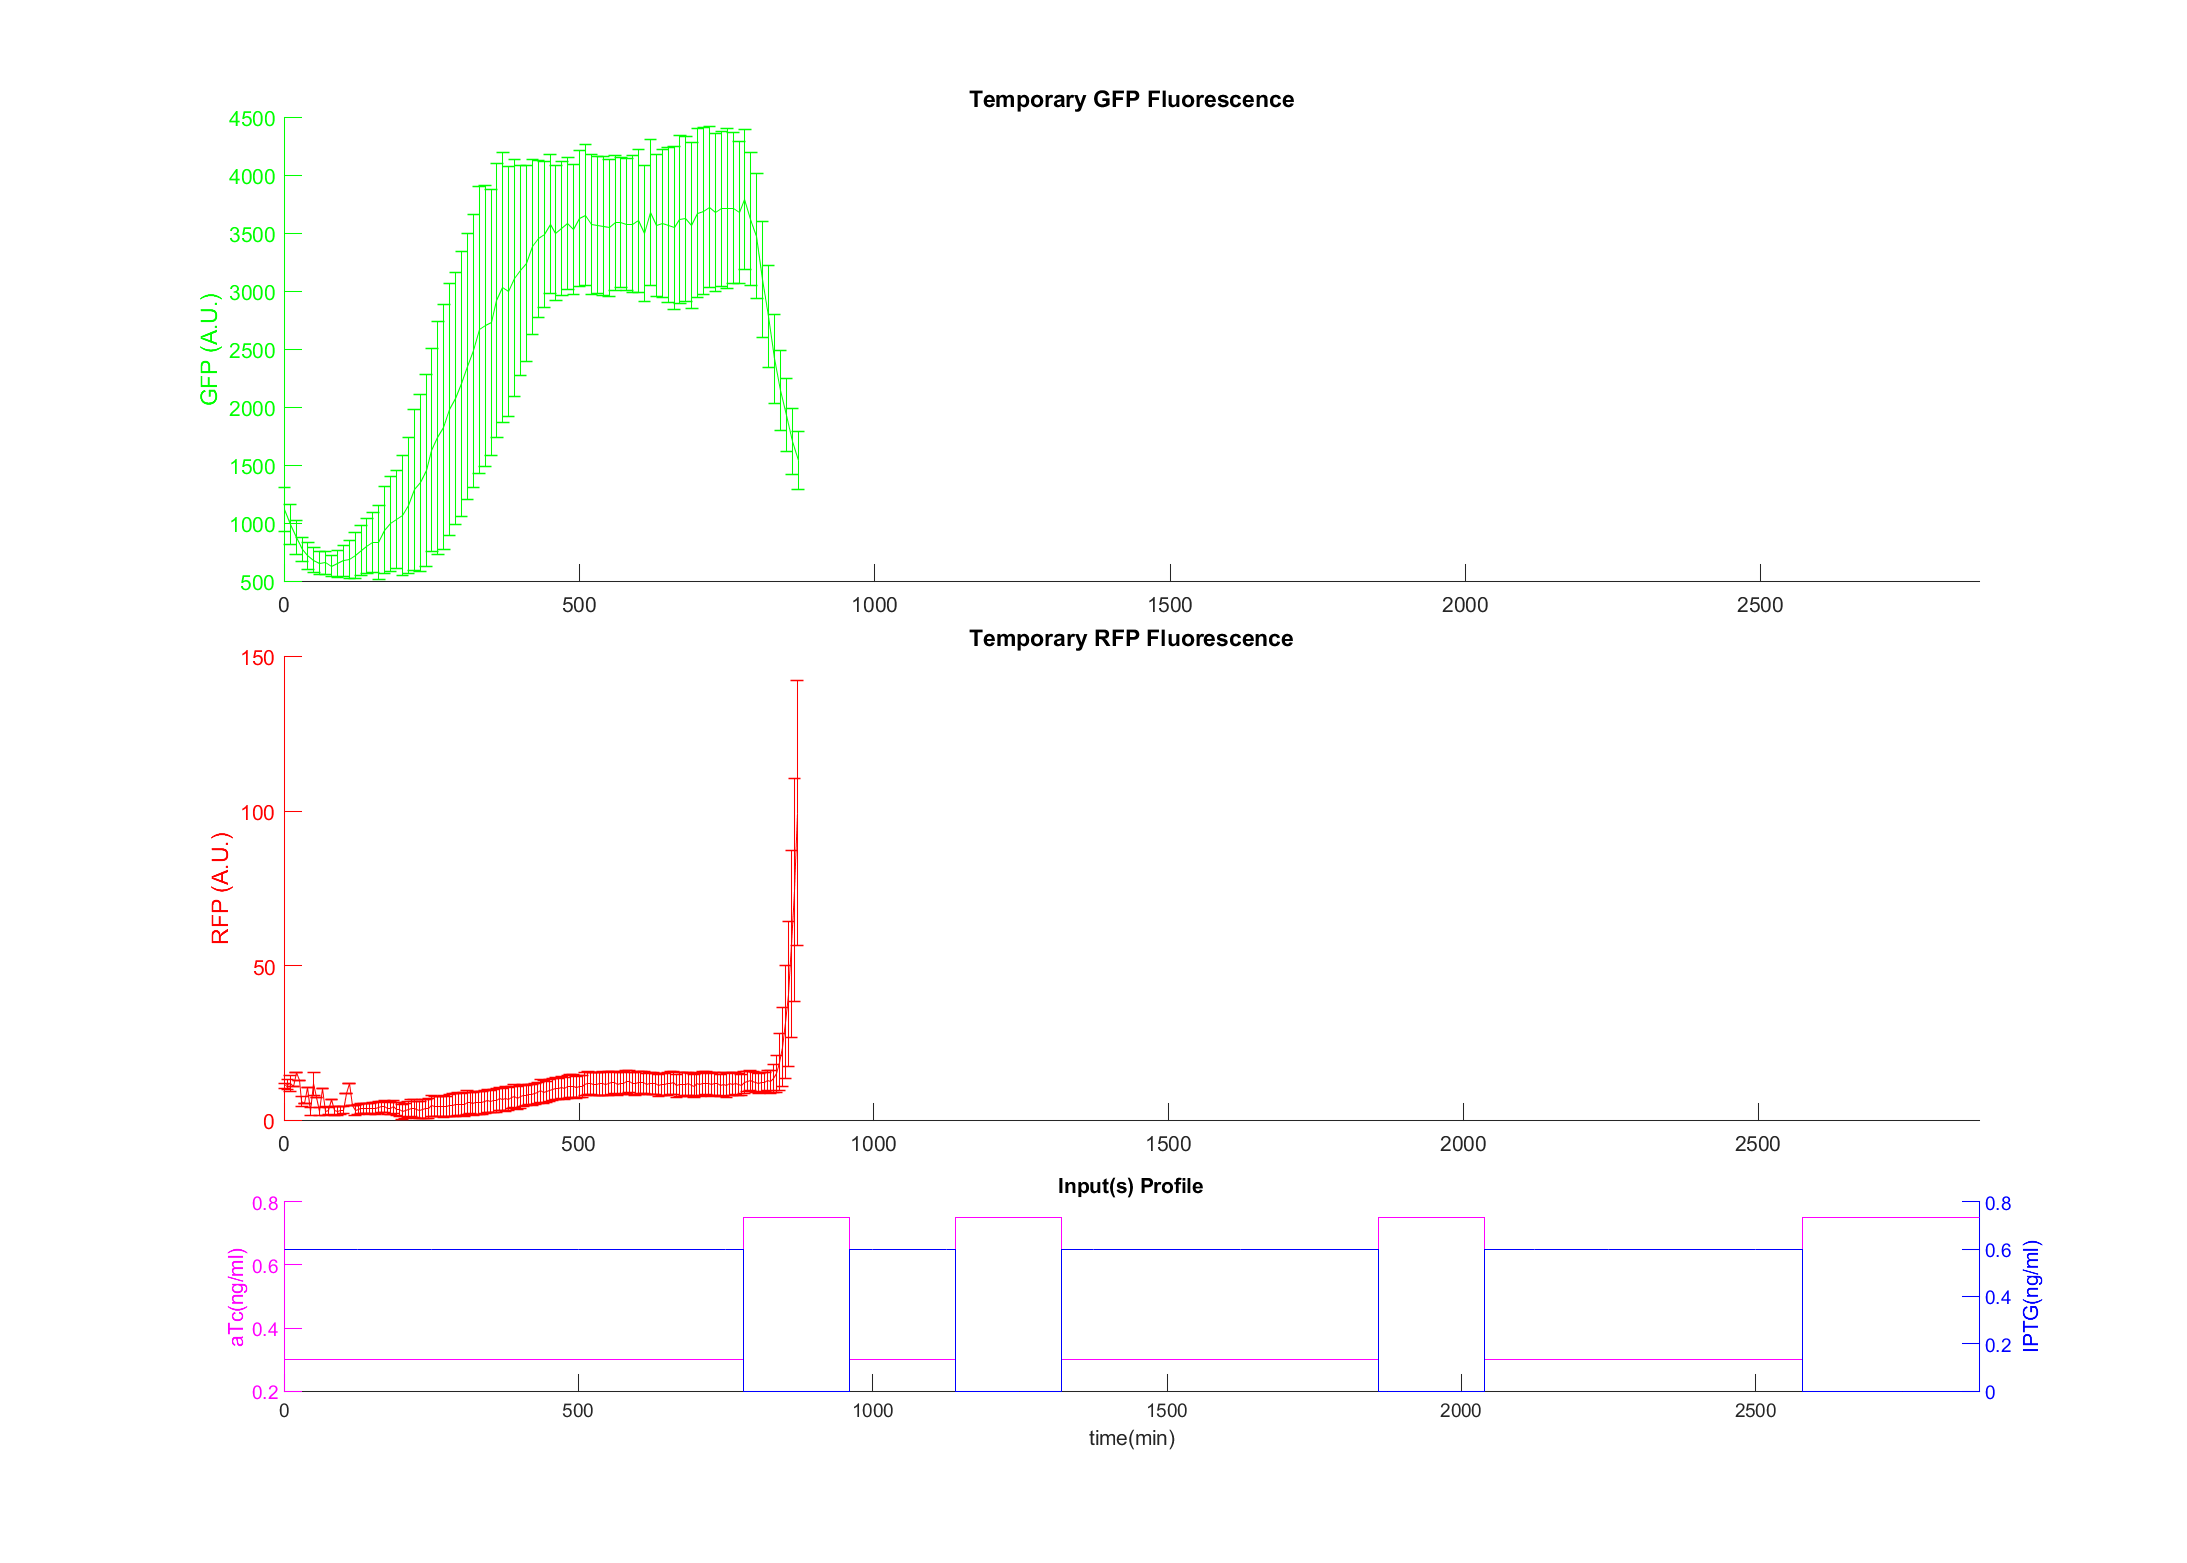 Temporary GFP Fluorescence
4500
4000
3500
3000
2500
2000
1500
1000
500
GFP (A.U.)
0 500 1000 1500 2000 2500
Temporary RFP Fluorescence
150
100
50
0
RFP (A.U.)
0 500 1000 1500 2000 2500
Input(s) Profile
0.8
0.6
0.4
0.2
aTc(ng/ml)
0.8
0.6
0.4
0.2
0
IPTG(ng/ml)
0 500 1000 1500 2000 2500
time(min)